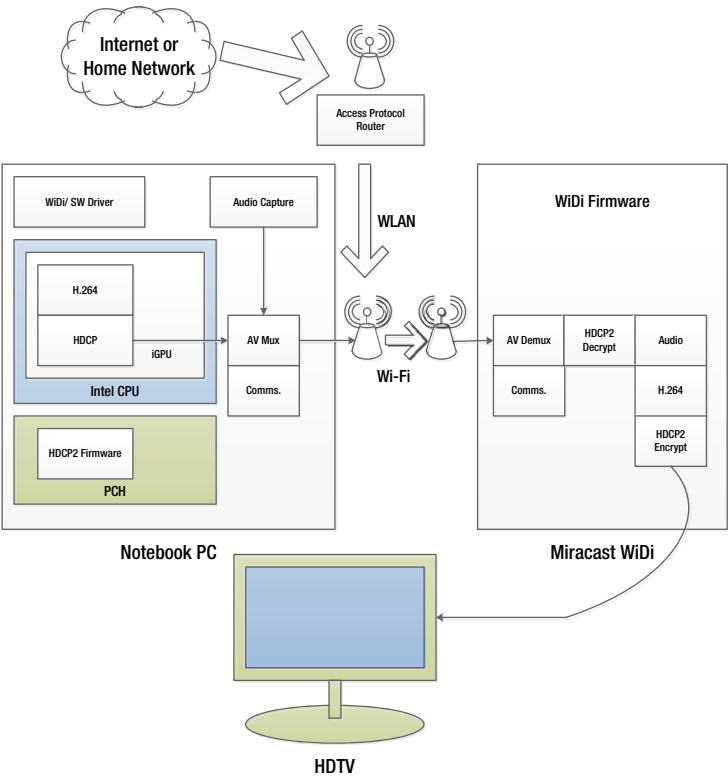 Internet or
Home Network
Access Protocol
Router
WLAN
WiDi/ SW Driver
Audio Capture
H.264
HDCP
iGPU
Intel CPU
AV Mux
Comms.
HDCP2 Firmware
PCH
Notebook PC
Wi-Fi
WiDi Firmware
AV Demux
HDCP2
Decrypt
Audio
Comms.
H.264
HDCP2
Encrypt
Miracast WiDi
HDTV